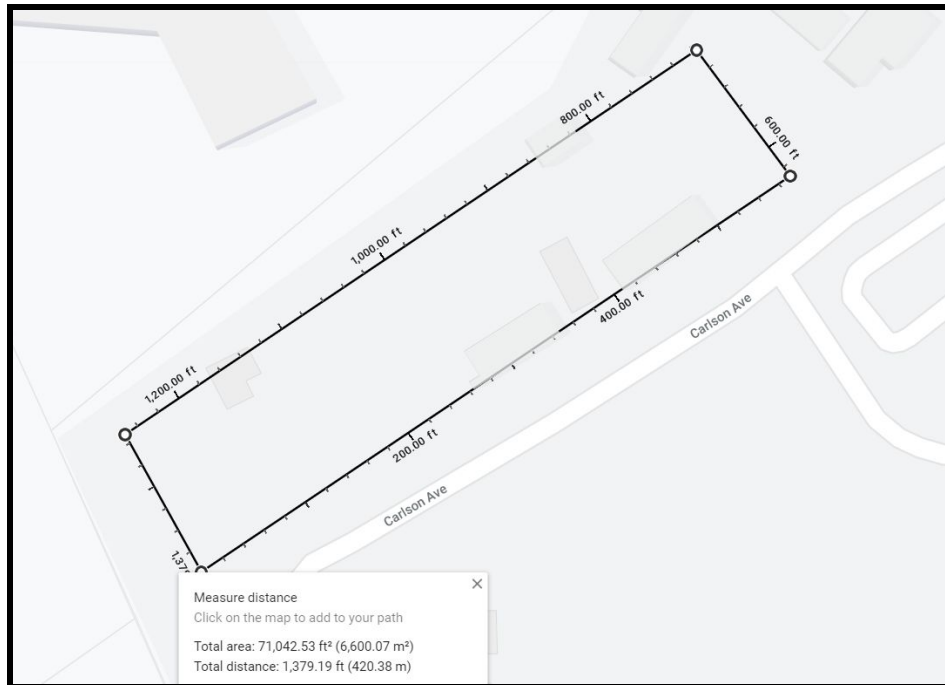 800.00 ft
600.00 ft
1,000.00 ft
400.00 ft
Carlson Ave
1,200.00 ft
200.00 ft
Carlson Ave
1,37
Measure distance
Click on the map to add to your path
Total area: 71,042.53 ft² (6,600.07 m²)
Total distance: 1,379.19 ft (420.38 m)